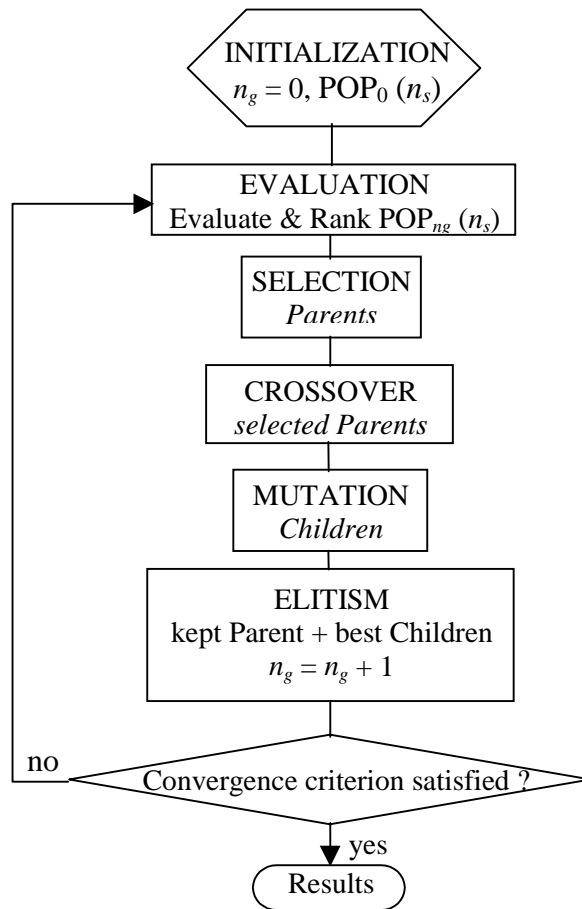 INITIALIZATION
n_g = 0, POP_0 (n_s)
EVALUATION
Evaluate & Rank POP_ng (n_s)
SELECTION
Parents
CROSSOVER
selected Parents
MUTATION
Children
ELITISM
kept Parent + best Children
n_g = n_g + 1
no
Convergence criterion satisfied ?
yes
Results